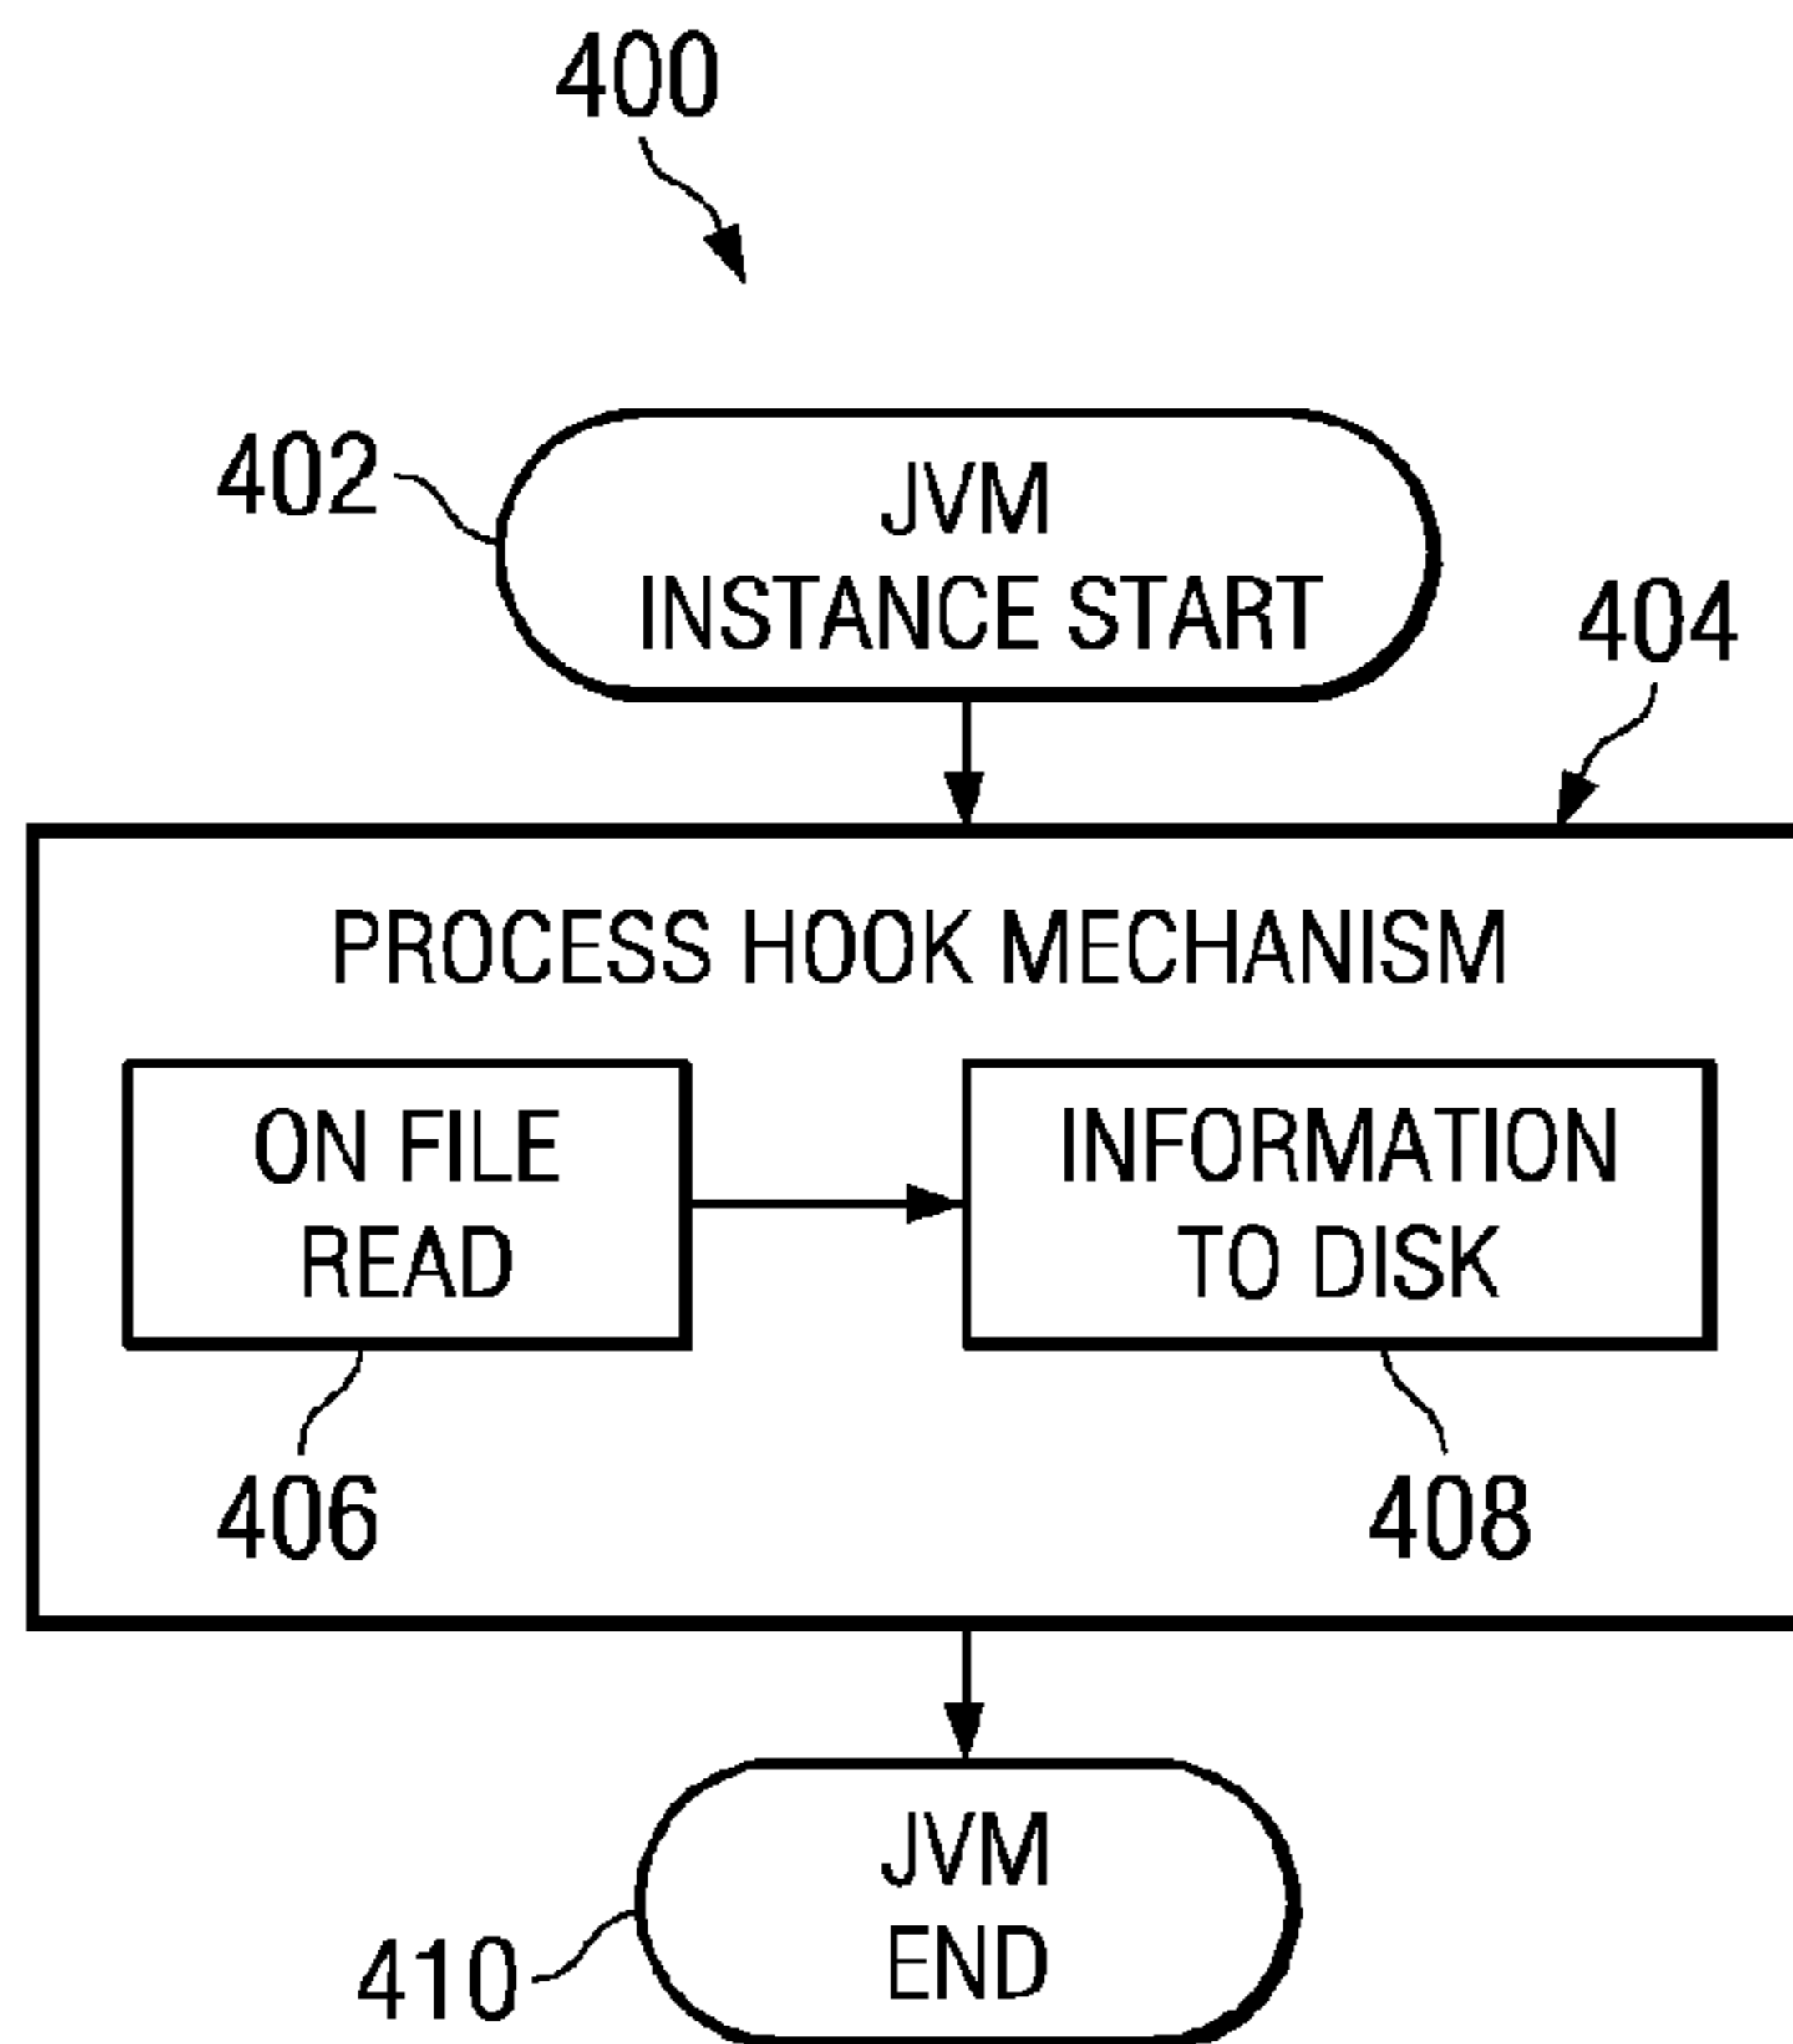 400
402
JVM
INSTANCE START
404
PROCESS HOOK MECHANISM
ON FILE
READ
INFORMATION
TO DISK
406
408
JVM
END
410